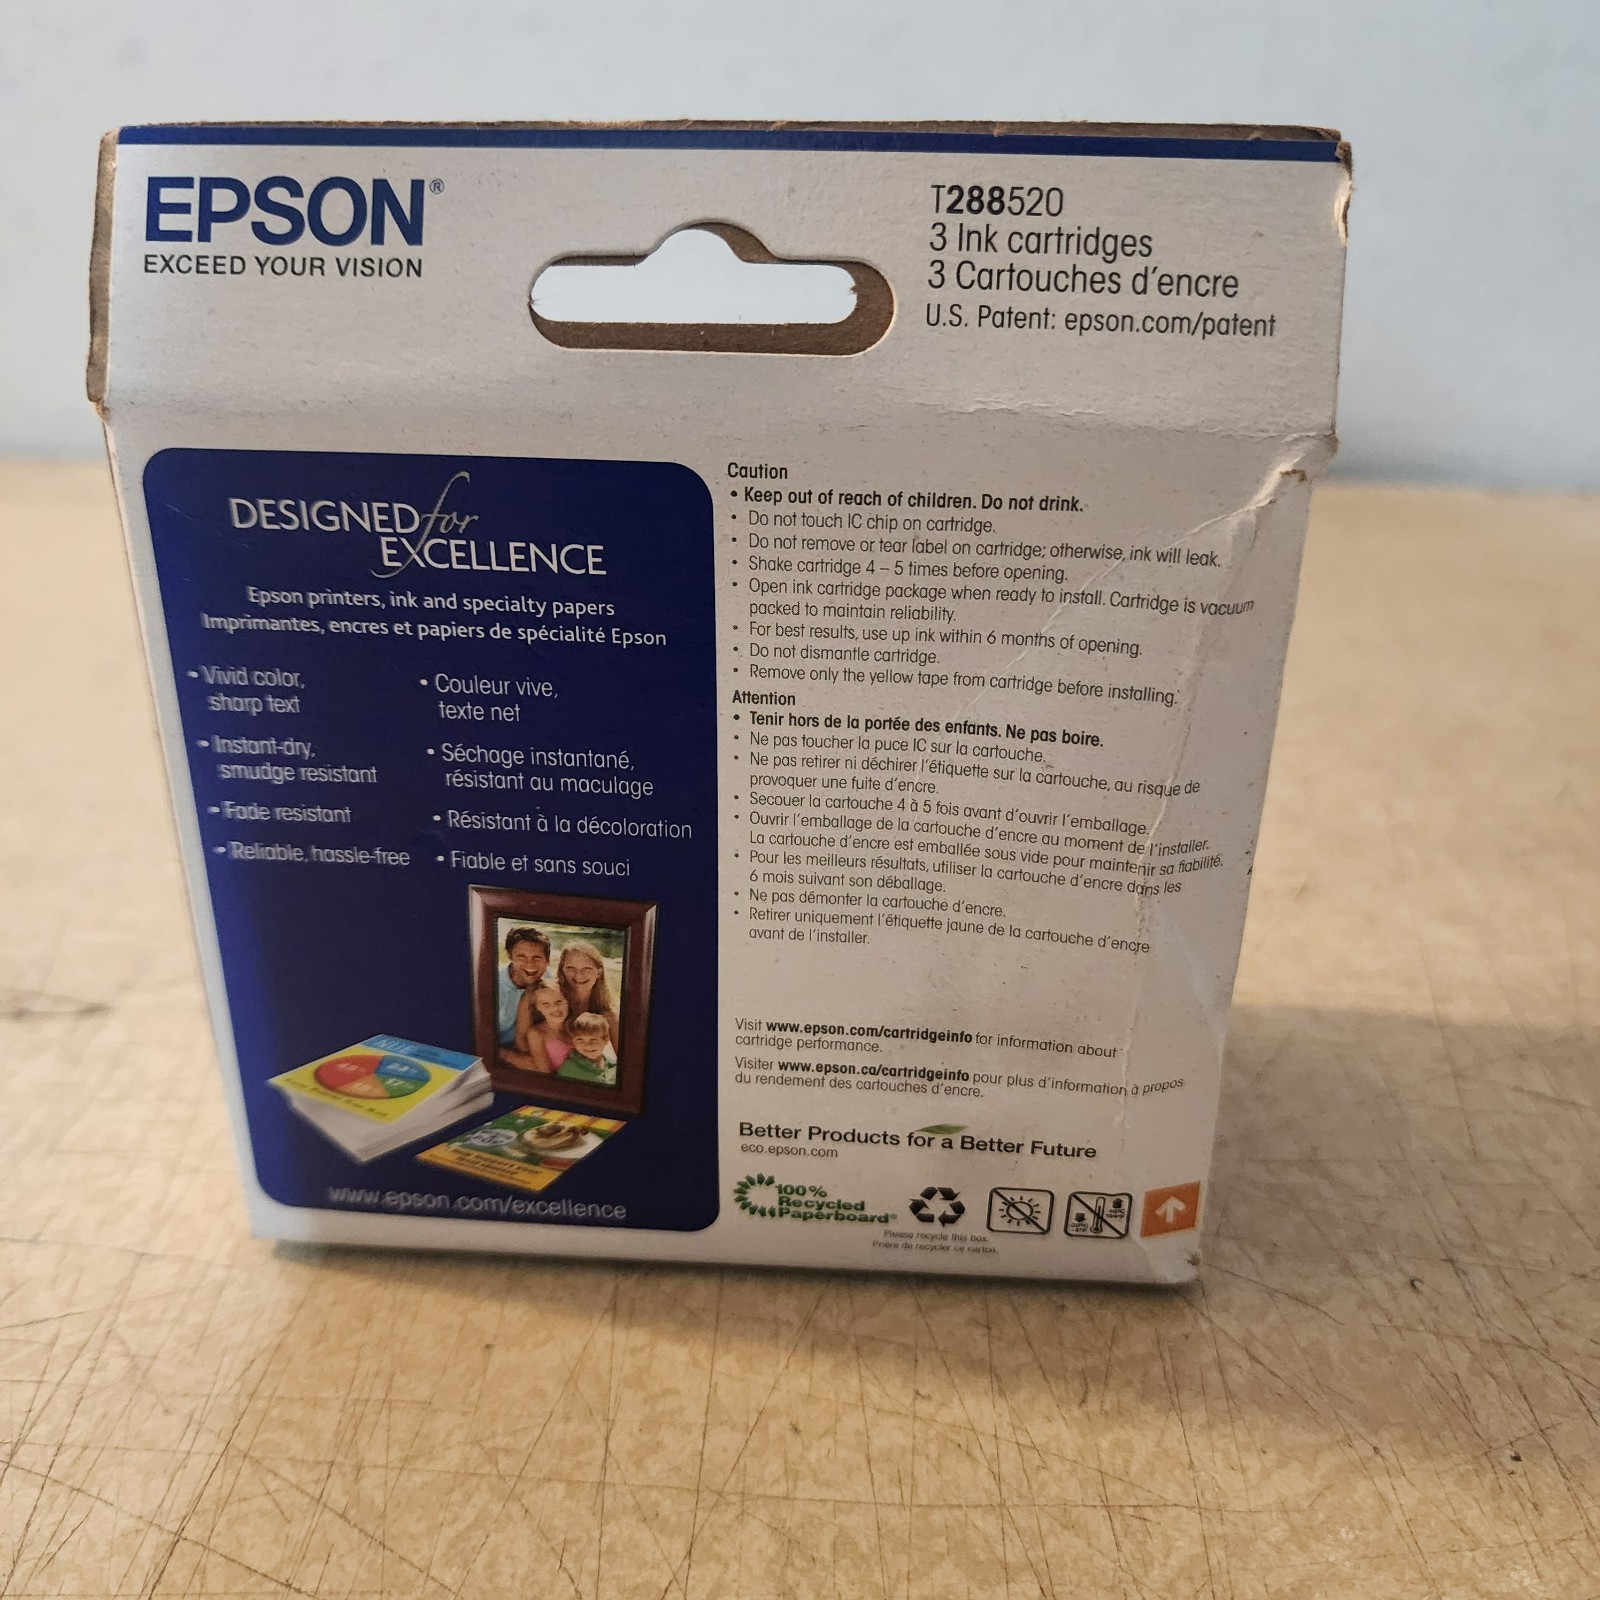 EPSON®
EXCEED YOUR VISION
T288520
3 Ink cartridges
3 Cartouches d'encre
U.S. Patent: epson.com/patent
DESIGNED for
EXCELLENCE
Epson printers, ink and specialty papers
Imprimantes, encres et papiers de spécialité Epson
• Vivid color,
sharp text
• Instant-dry,
smudge resistant
• Fade resistant
• Reliable, hassle-free
• Couleur vive,
texte net
• Séchage instantané,
résistant au maculage
• Résistant à la décoloration
• Fiable et sans souci
www.epson.com/excellence
Caution
• Keep out of reach of children. Do not drink.
• Do not touch IC chip on cartridge.
• Do not remove or tear label on cartridge; otherwise, ink will leak.
• Shake cartridge 4 – 5 times before opening.
• Open ink cartridge package when ready to install. Cartridge is vacuum
packed to maintain reliability.
• For best results, use up ink within 6 months of opening.
• Do not dismantle cartridge.
• Remove only the yellow tape from cartridge before installing.
Attention
• Tenir hors de la portée des enfants. Ne pas boire.
• Ne pas toucher la puce IC sur la cartouche.
• Ne pas retirer ni déchirer l'étiquette sur la cartouche, au risque de
provoquer une fuite d'encre.
• Secouer la cartouche 4 à 5 fois avant d'ouvrir l'emballage.
• Ouvrir l'emballage de la cartouche d'encre au moment de l'installer.
La cartouche d'encre est emballée sous vide pour maintenir sa fiabilité.
• Pour les meilleurs résultats, utiliser la cartouche d'encre dans les
6 mois suivant son déballage.
• Ne pas démonter la cartouche d'encre.
• Retirer uniquement l'étiquette jaune de la cartouche d'encre
avant de l'installer.
Visit www.epson.com/cartridgeinfo for information about
cartridge performance.
Visiter www.epson.ca/cartridgeinfo pour plus d'information à propos
du rendement des cartouches d'encre.
Better Products for a Better Future
eco.epson.com
100%
Recycled
Paperboard
Please recycle this box.
Prière de recycler ce carton.